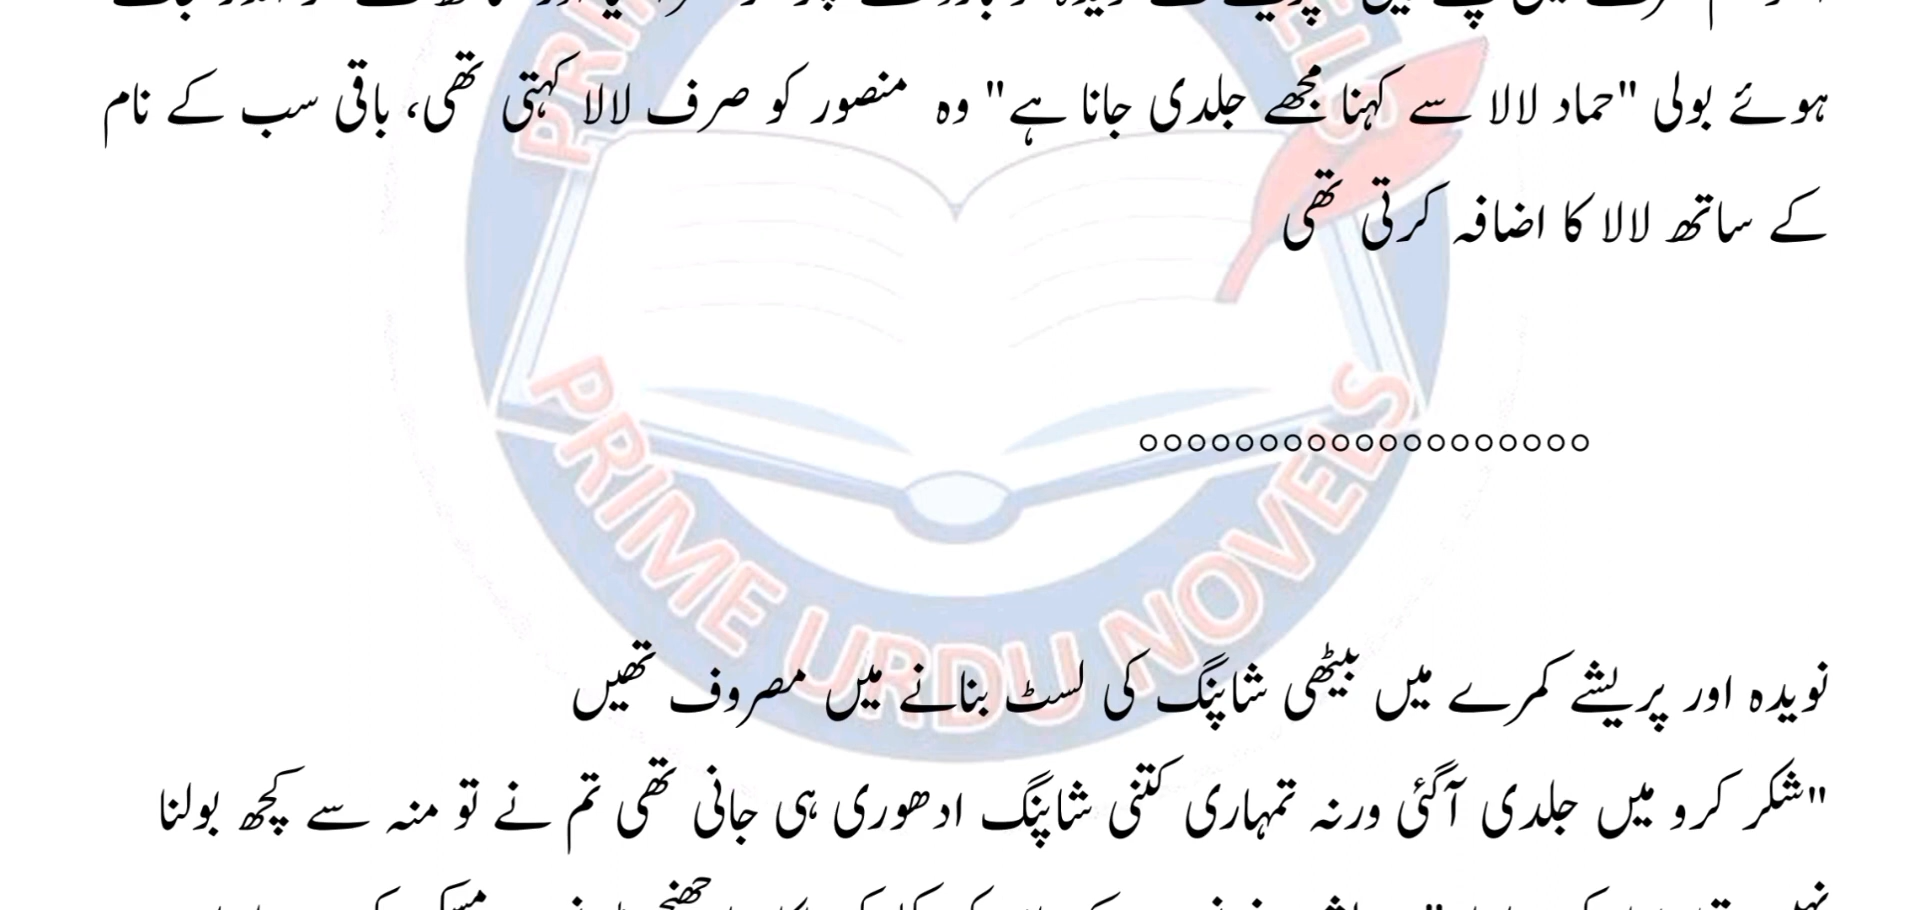 ہوئے بولی "حماد لالا سے کہنا مجھے جلدی جانا ہے" وہ منصور کو صرف لالا کہتی تھی، باقی سب کے نام
کے ساتھ لالا کا اضافہ کرتی تھی
○○○○○○○○○○○○○○○○○○○
نویدہ اور پریشے کمرے میں بیٹھی شاپنگ کی لسٹ بنانے میں مصروف تھیں
"شکر کرو میں جلدی آگئی ورنہ تمہاری کتنی شاپنگ ادھوری ہی جانی تھی تم نے تو منہ سے کچھ بولنا
PRIME URDU NOVELS